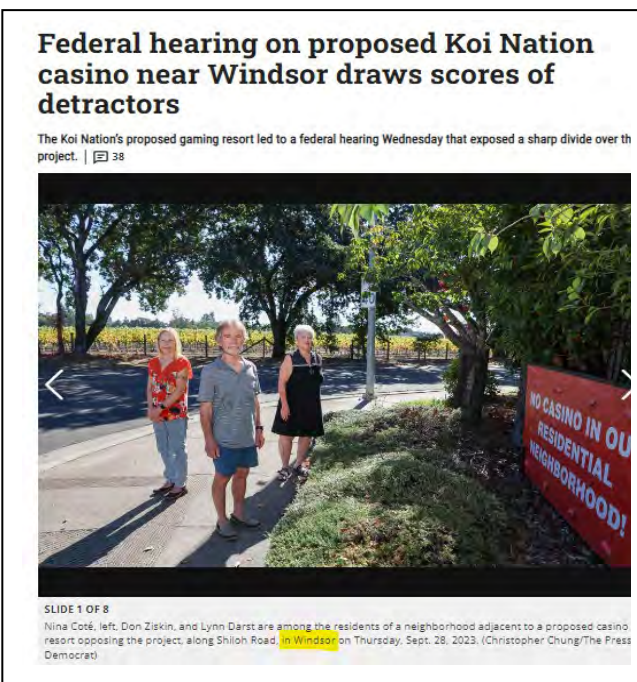 Federal hearing on proposed Koi Nation
casino near Windsor draws scores of
detractors
The Koi Nation's proposed gaming resort led to a federal hearing Wednesday that exposed a sharp divide over th
project. | 38
NO CASINO IN OU
RESIDENTIAL
NEIGHBORHOOD!
SLIDE 1 OF 8
Nina Coté, left, Don Ziskin, and Lynn Darst are among the residents of a neighborhood adjacent to a proposed casino
resort opposing the project, along Shiloh Road, in Windsor on Thursday, Sept. 28, 2023. (Christopher Chung/The Press
Democrat)